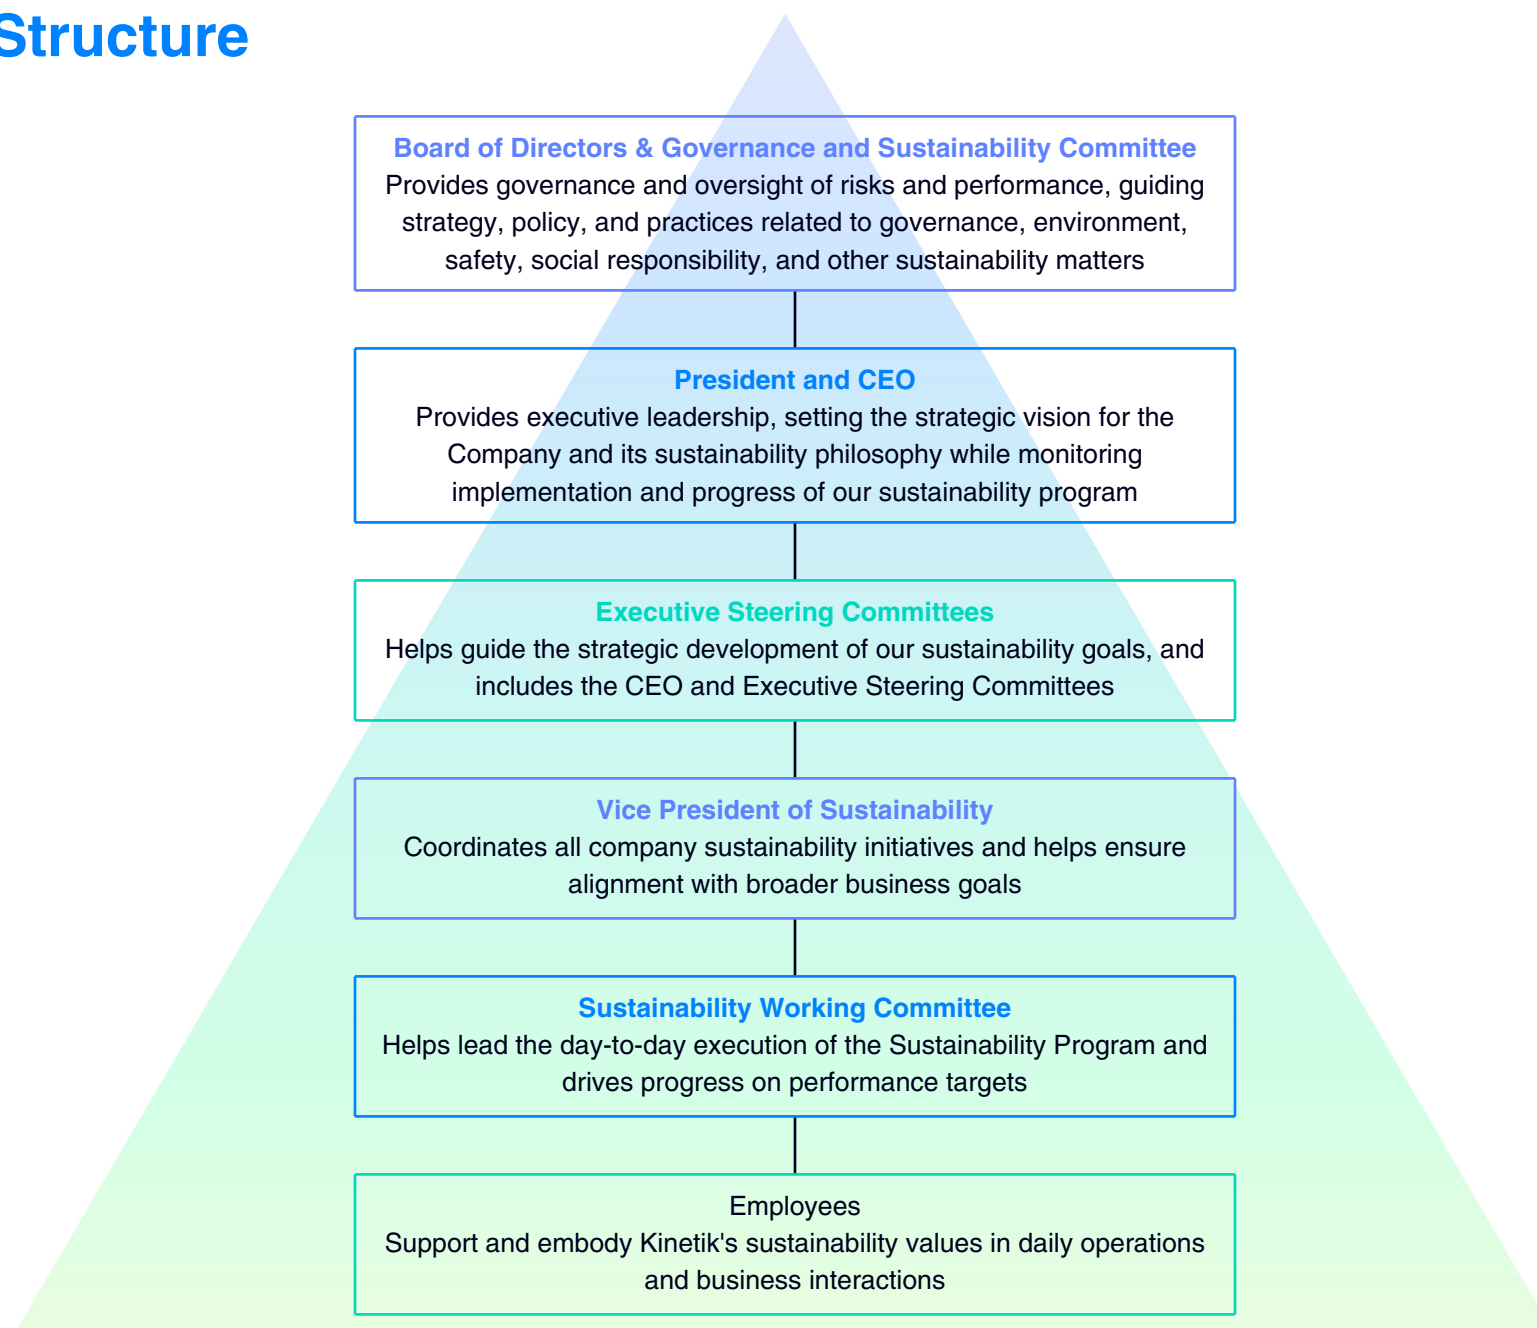 Structure
Board of Directors & Governance and Sustainability Committee
Provides governance and oversight of risks and performance, guiding
strategy, policy, and practices related to governance, environment,
safety, social responsibility, and other sustainability matters
President and CEO
Provides executive leadership, setting the strategic vision for the
Company and its sustainability philosophy while monitoring
implementation and progress of our sustainability program
Executive Steering Committees
Helps guide the strategic development of our sustainability goals, and
includes the CEO and Executive Steering Committees
Vice President of Sustainability
Coordinates all company sustainability initiatives and helps ensure
alignment with broader business goals
Sustainability Working Committee
Helps lead the day-to-day execution of the Sustainability Program and
drives progress on performance targets
Employees
Support and embody Kinetik's sustainability values in daily operations
and business interactions